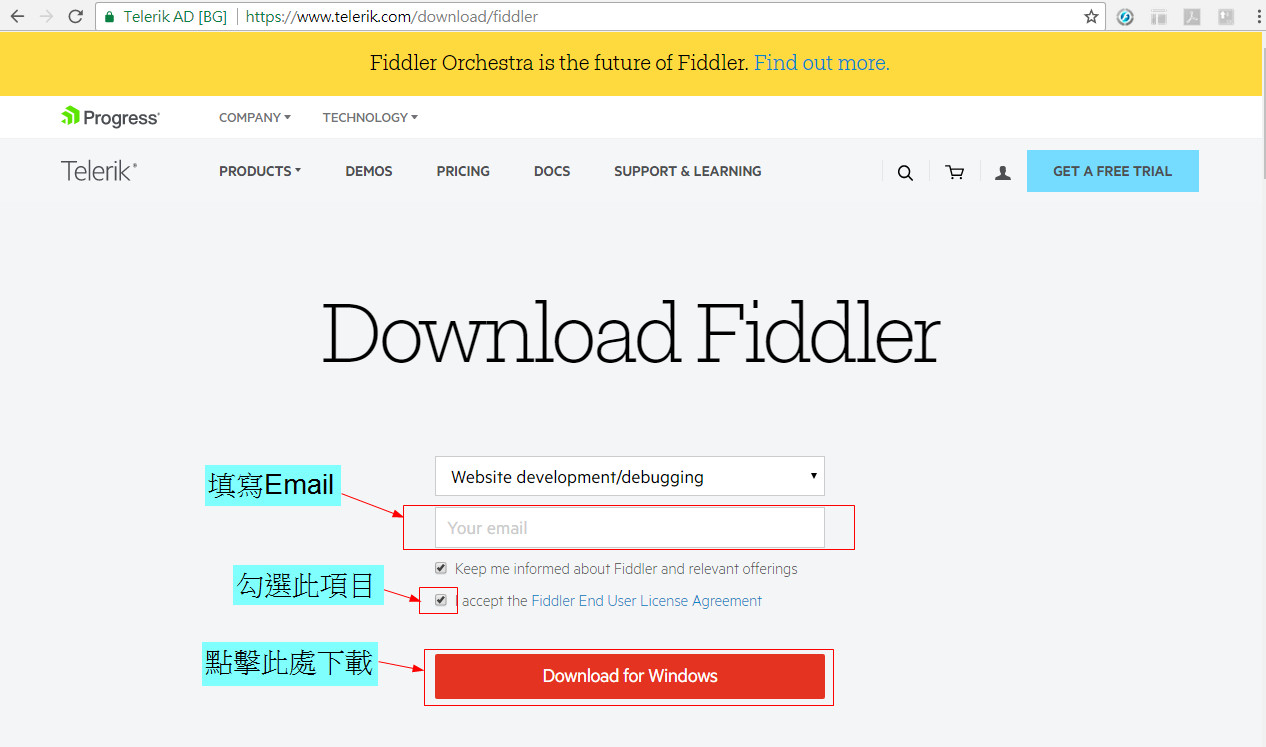 Telerik AD [BG] https://www.telerik.com/download/fiddler
Fiddler Orchestra is the future of Fiddler. Find out more.
Progress®
COMPANY
TECHNOLOGY
Telerik®
PRODUCTS
DEMOS
PRICING
DOCS
SUPPORT & LEARNING
GET A FREE TRIAL
Download Fiddler
Website development/debugging
填寫Email
Your email
Keep me informed about Fiddler and relevant offerings
勾選此項目
I accept the Fiddler End User License Agreement
點擊此處下載
Download for Windows